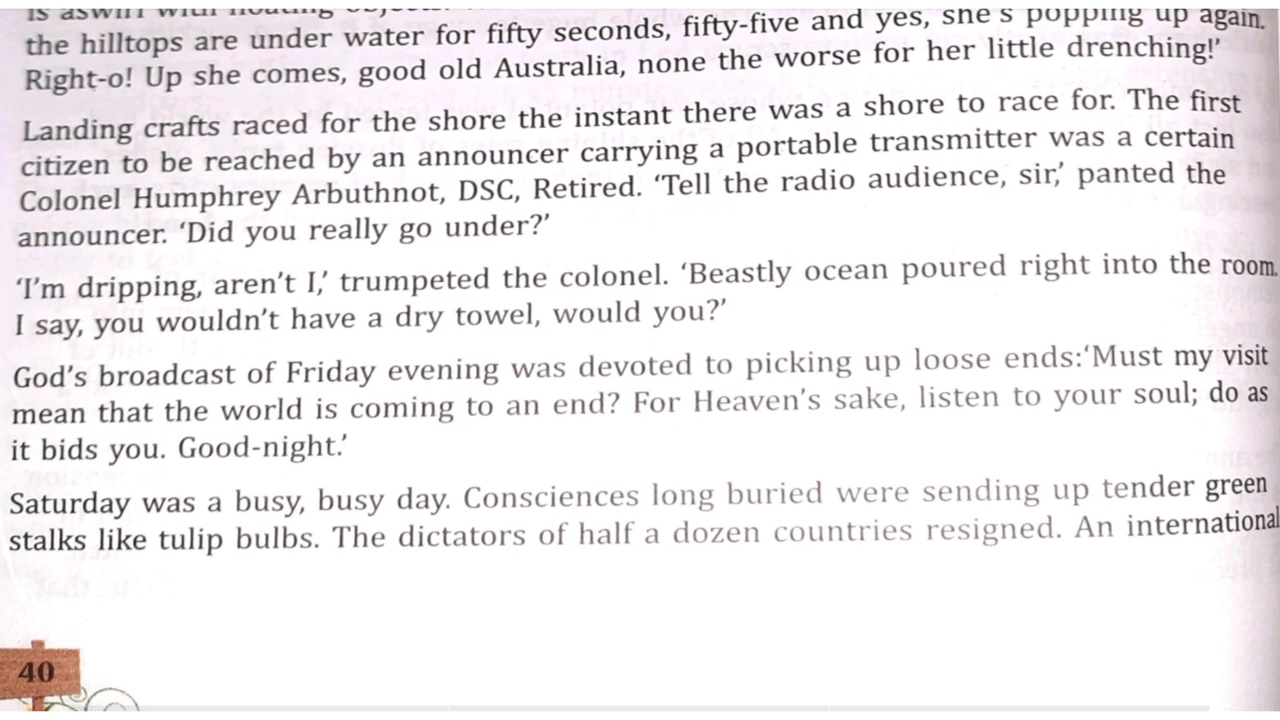 the hilltops are under water for fifty seconds, fifty-five and yes, she's popping up again.
Right-o! Up she comes, good old Australia, none the worse for her little drenching!’
Landing crafts raced for the shore the instant there was a shore to race for. The first
citizen to be reached by an announcer carrying a portable transmitter was a certain
Colonel Humphrey Arbuthnot, DSC, Retired. ‘Tell the radio audience, sir,’ panted the
announcer. ‘Did you really go under?’
‘I’m dripping, aren’t I,’ trumpeted the colonel. ‘Beastly ocean poured right into the room.
I say, you wouldn’t have a dry towel, would you?’
God’s broadcast of Friday evening was devoted to picking up loose ends:‘Must my visit
mean that the world is coming to an end? For Heaven’s sake, listen to your soul; do as
it bids you. Good-night.’
Saturday was a busy, busy day. Consciences long buried were sending up tender green
stalks like tulip bulbs. The dictators of half a dozen countries resigned. An international
40